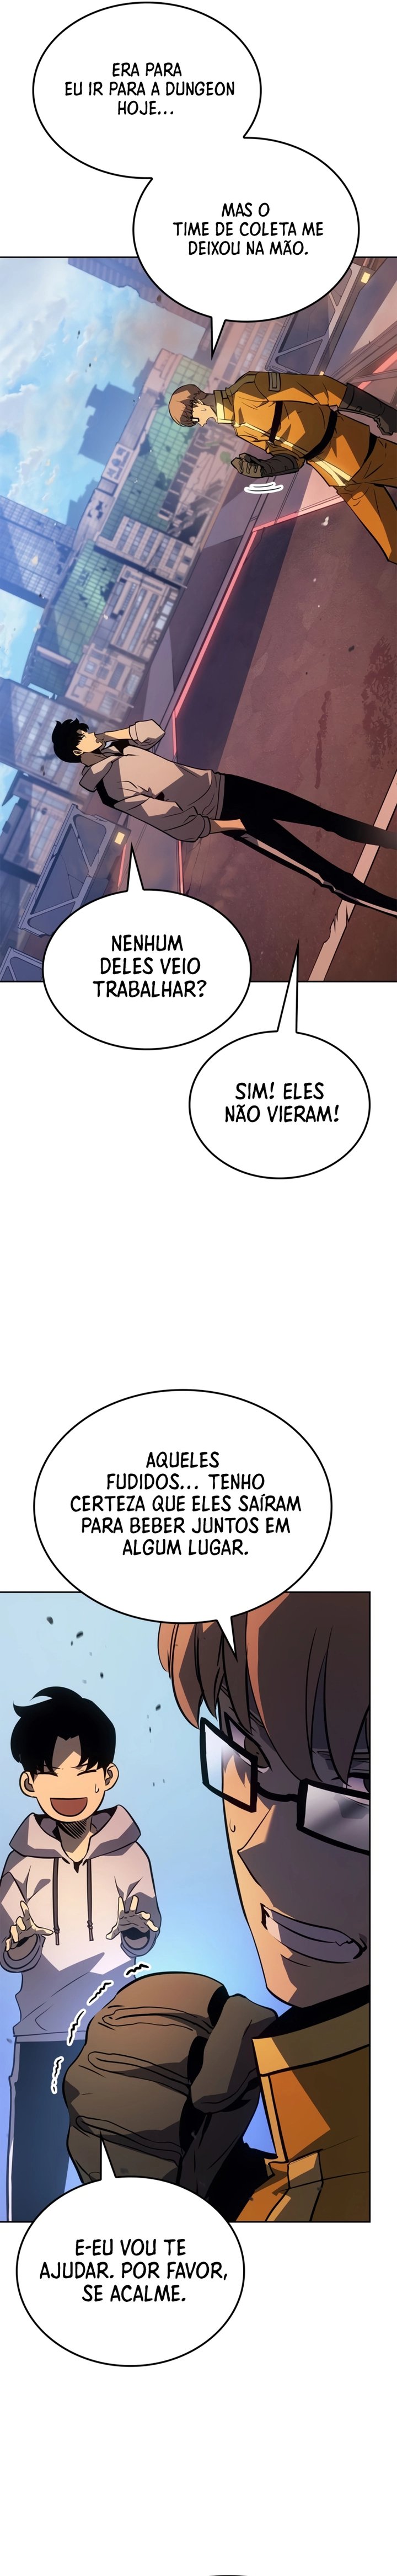 ERA PARA
EU IR PARA A DUNGEON
HOJE...
MAS O
TIME DE COLETA ME
DEIXOU NA MÃO.
NENHUM
DELES VEIO
TRABALHAR?
SIM! ELES
NÃO VIERAM!
AQUELES
FUDIDOS... TENHO
CERTEZA QUE ELES SAÍRAM
PARA BEBER JUNTOS EM
ALGUM LUGAR.
E-EU VOU TE
AJUDAR. POR FAVOR,
SE ACALME.